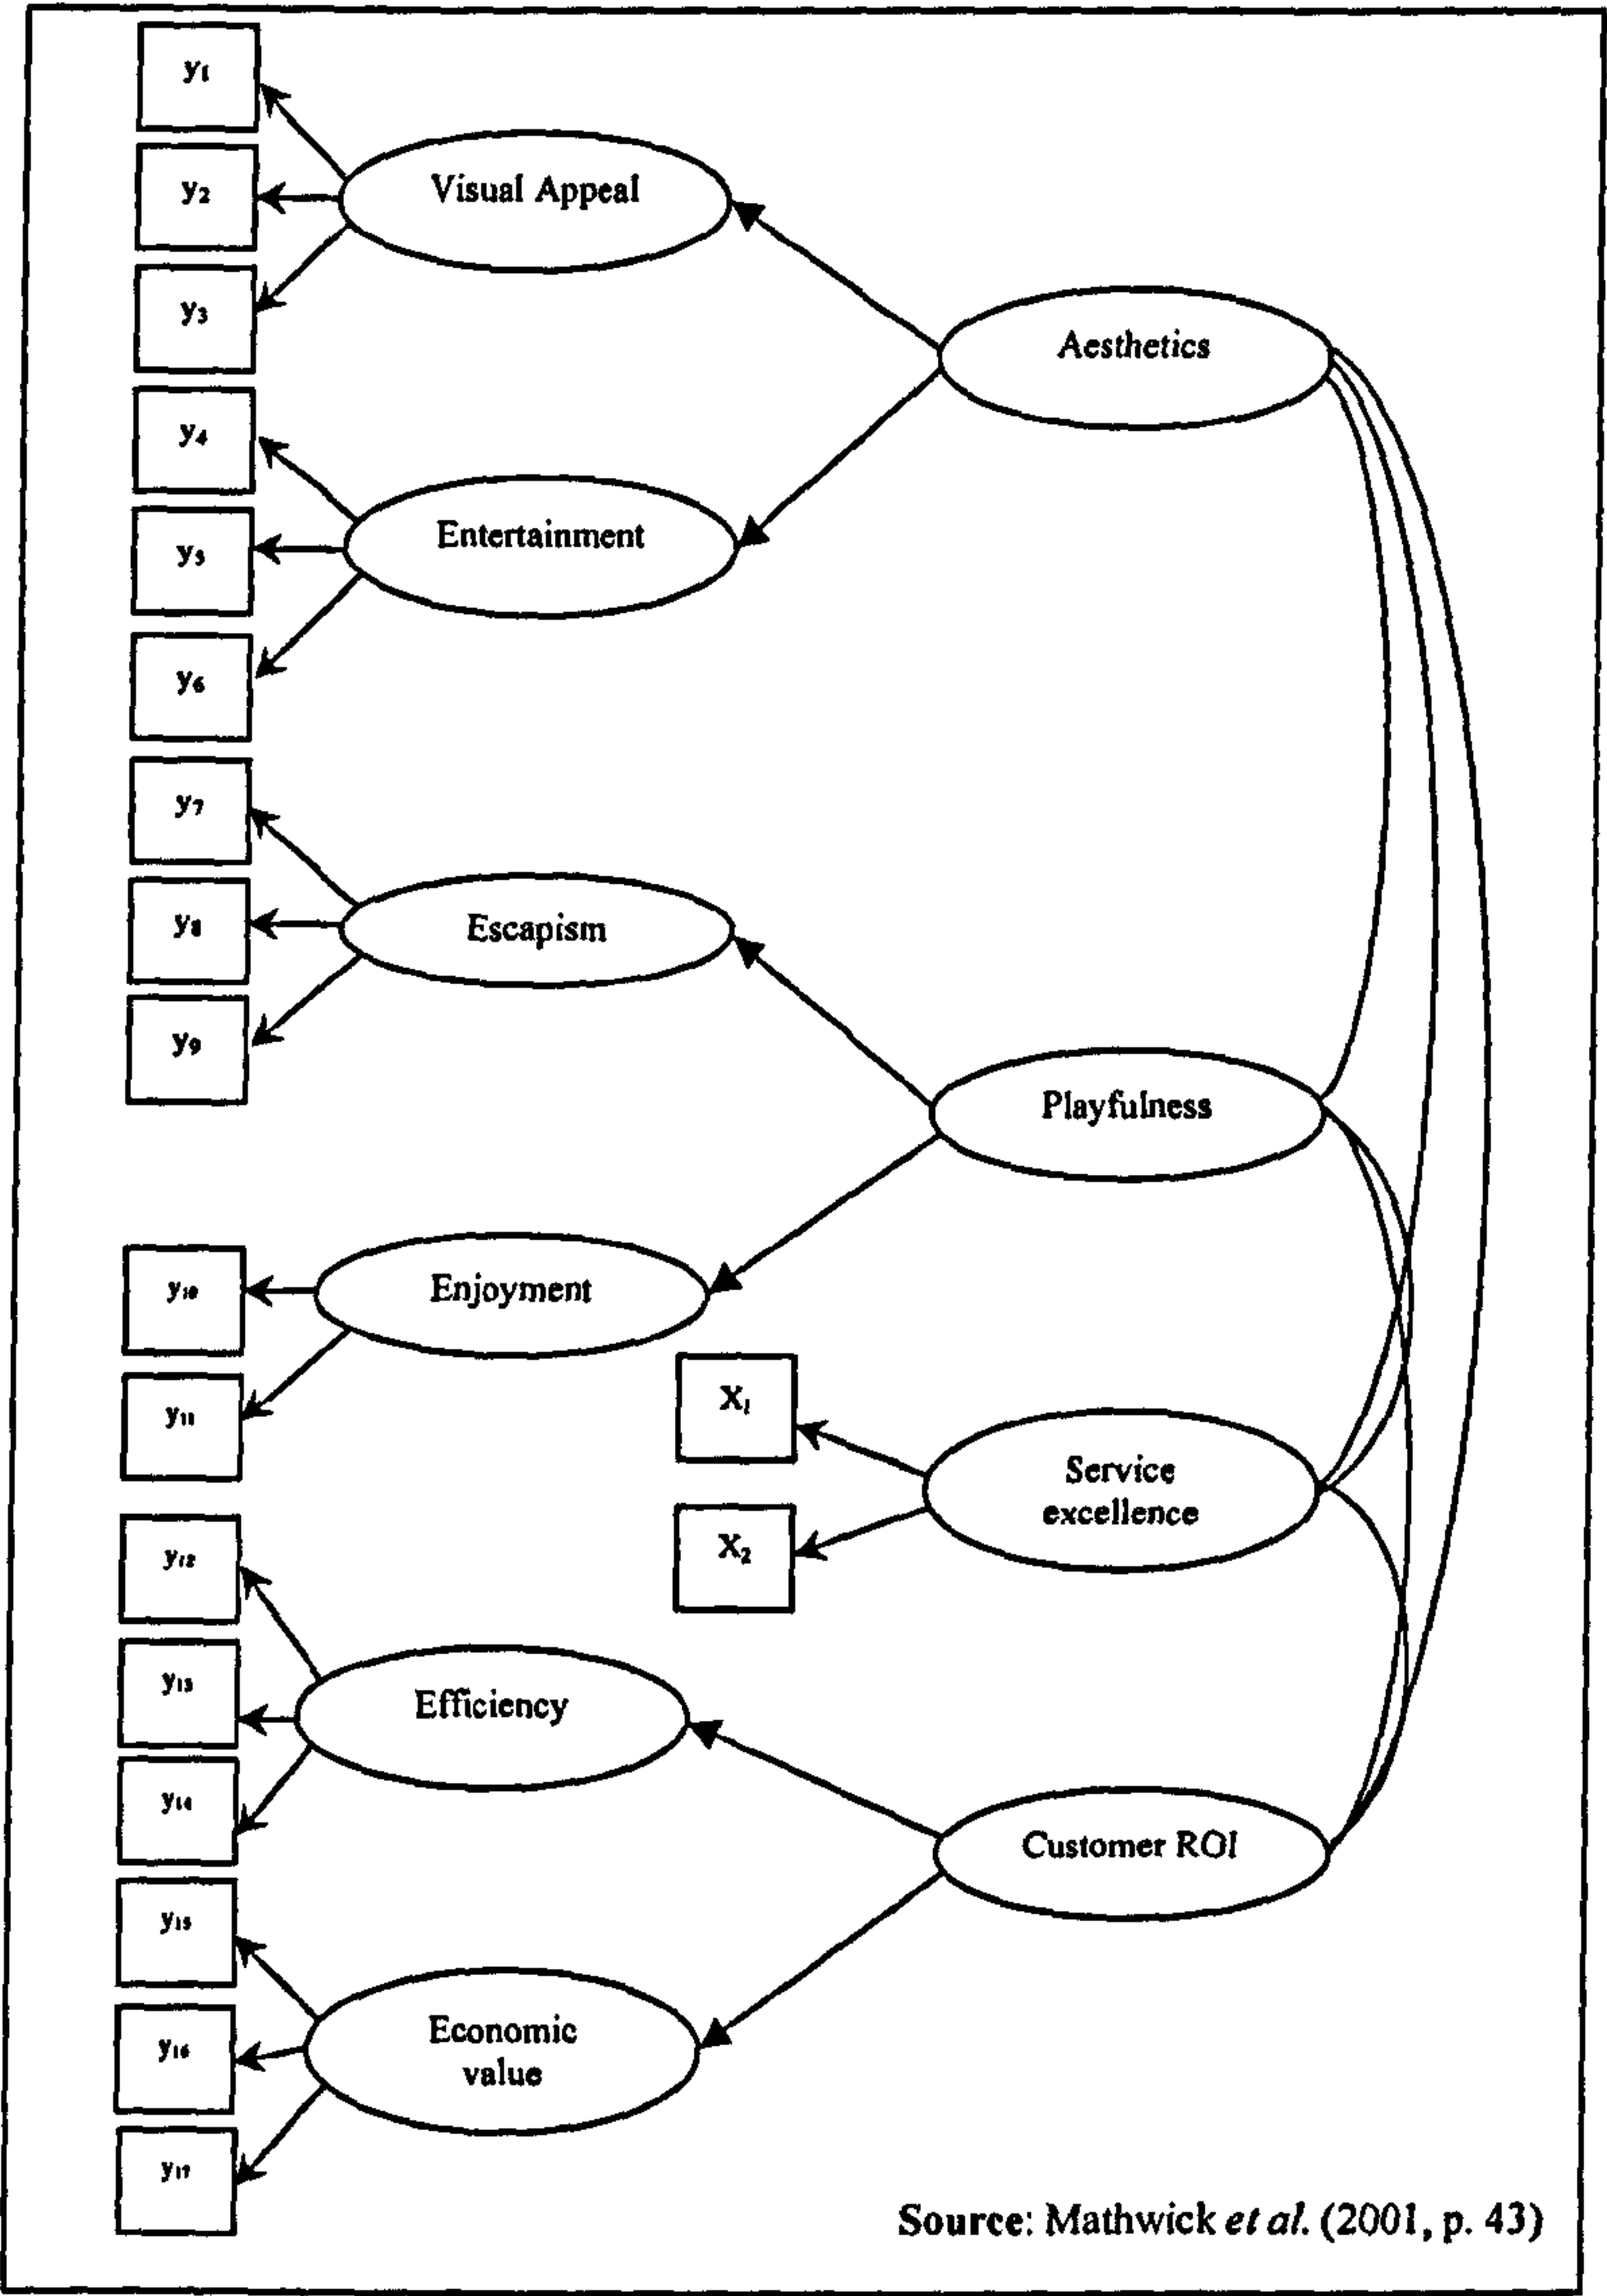 y₁
y₂
y₃
y₄
y₅
y₆
y₇
y₈
y₉
y₁₀
y₁₁
y₁₂
y₁₃
y₁₄
y₁₅
y₁₆
y₁₇
Visual Appeal
Entertainment
Escapism
Enjoyment
X₁
X₂
Efficiency
Economic
value
Aesthetics
Playfulness
Service
excellence
Customer ROI
Source: Mathwick et al. (2001, p. 43)